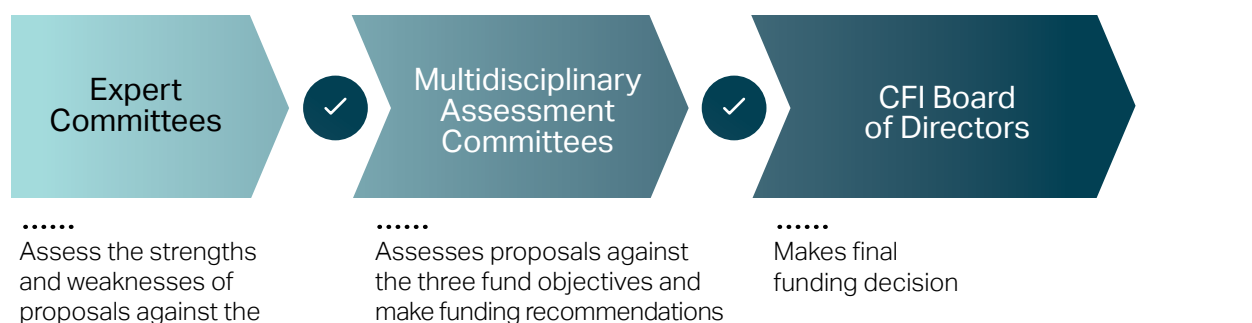 Expert
Committees
Multidisciplinary
Assessment
Committees
CFI Board
of Directors
......
Assess the strengths
and weaknesses of
proposals against the
......
Assesses proposals against
the three fund objectives and
make funding recommendations
......
Makes final
funding decision